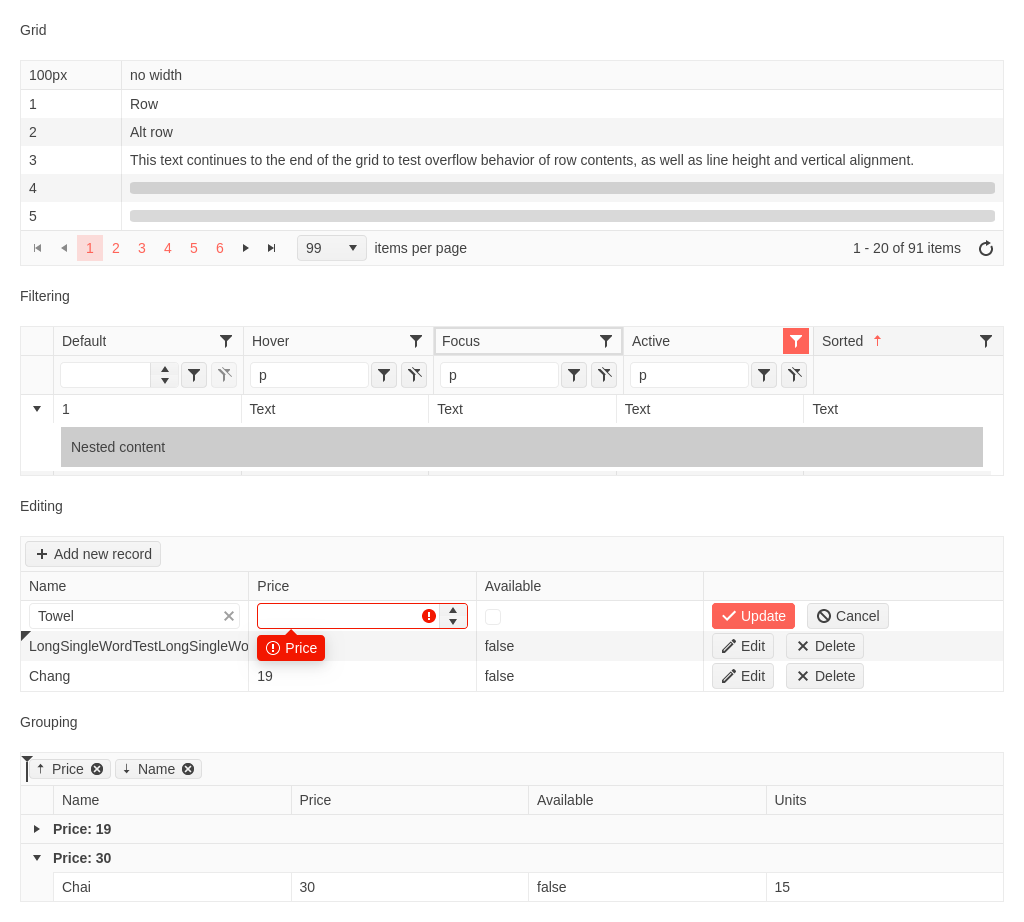 Grid
100px no width
1 Row
2 Alt row
3 This text continues to the end of the grid to test overflow behavior of row contents, as well as line height and vertical alignment.
4
5
1 2 3 4 5 6 99 items per page 1 - 20 of 91 items
Filtering
Default Hover Focus Active Sorted
p p p
1 Text Text Text Text
Nested content
Editing
Add new record
Name Price Available
Towel Update Cancel
LongSingleWordTestLongSingleWo Price false Edit Delete
Chang 19 false Edit Delete
Grouping
Price Name
Name Price Available Units
Price: 19
Price: 30
Chai 30 false 15